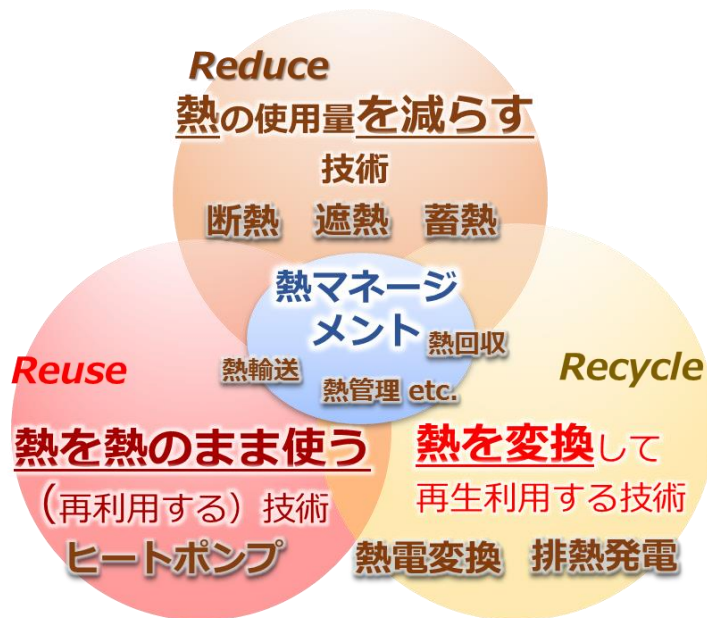 Reduce
熱の使用量を減らす
技術
断熱 遮熱 蓄熱
熱マネージ
メント
熱回収
熱輸送
熱管理 etc.
Reuse
熱を熱のまま使う
（再利用する）技術
ヒートポンプ
Recycle
熱を変換して
再生利用する技術
熱電変換 排熱発電